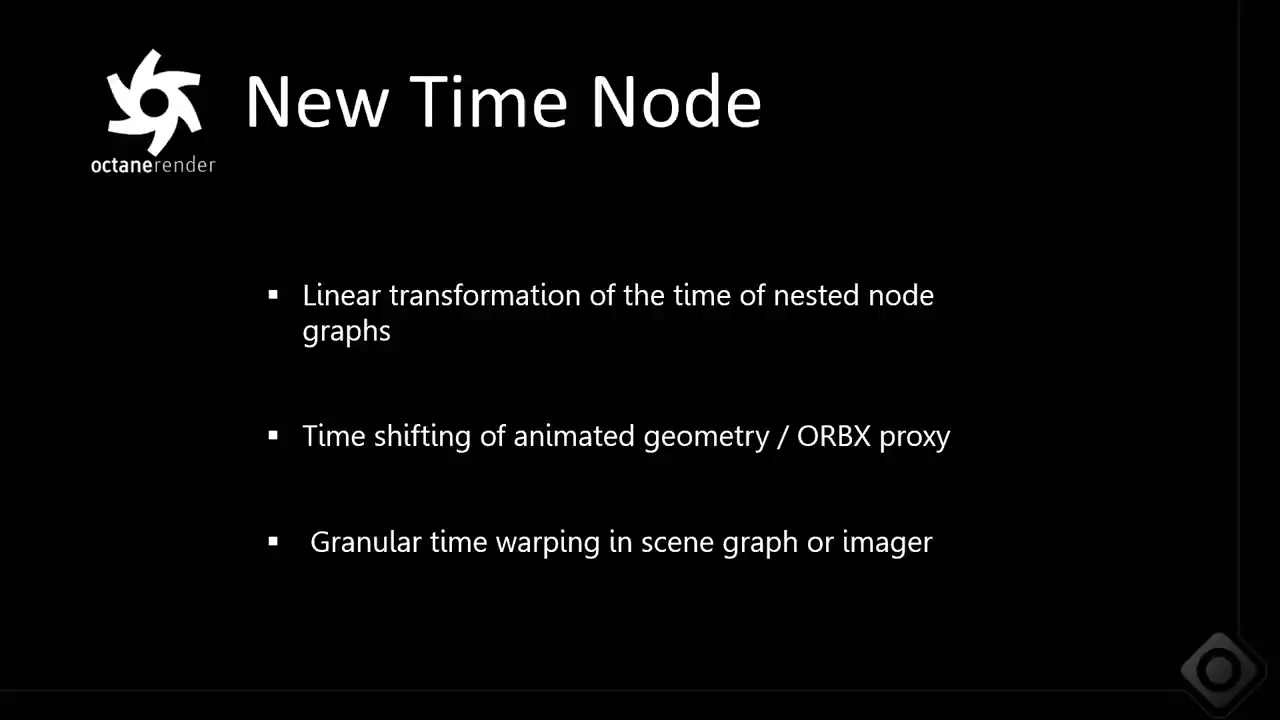 New Time Node
octanerender
▪ Linear transformation of the time of nested node
graphs
▪ Time shifting of animated geometry / ORBX proxy
▪ Granular time warping in scene graph or imager